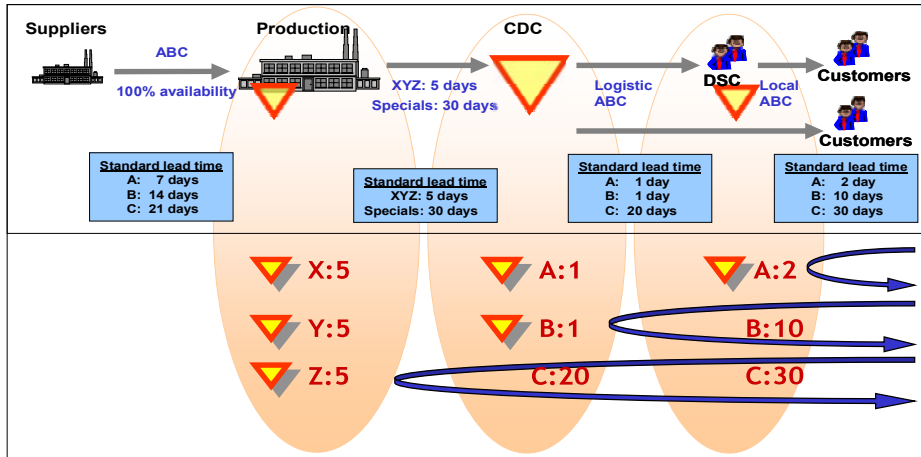 Suppliers
Production
CDC
ABC
100% availability
XYZ: 5 days
Specials: 30 days
Logistic
ABC
DSC
Local
ABC
Customers
Customers
Standard lead time
A: 7 days
B: 14 days
C: 21 days
Standard lead time
XYZ: 5 days
Specials: 30 days
Standard lead time
A: 1 day
B: 1 day
C: 20 days
Standard lead time
A: 2 day
B: 10 days
C: 30 days
X:5
A:1
A:2
Y:5
B:1
B:10
Z:5
C:20
C:30